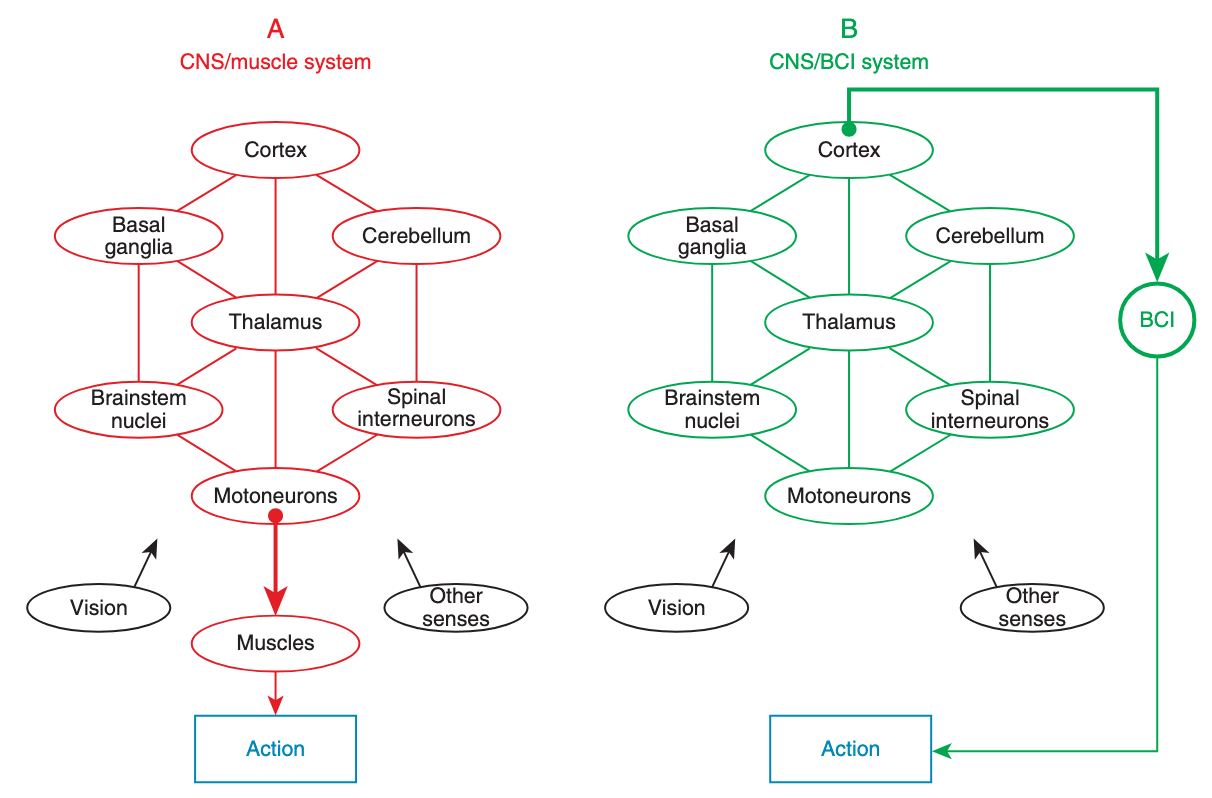 A
CNS/muscle system
Cortex
Basal
ganglia
Cerebellum
Thalamus
Brainstem
nuclei
Spinal
interneurons
Motoneurons
Vision
Other
senses
Muscles
Action
B
CNS/BCI system
Cortex
Basal
ganglia
Cerebellum
Thalamus
BCI
Brainstem
nuclei
Spinal
interneurons
Motoneurons
Vision
Other
senses
Action